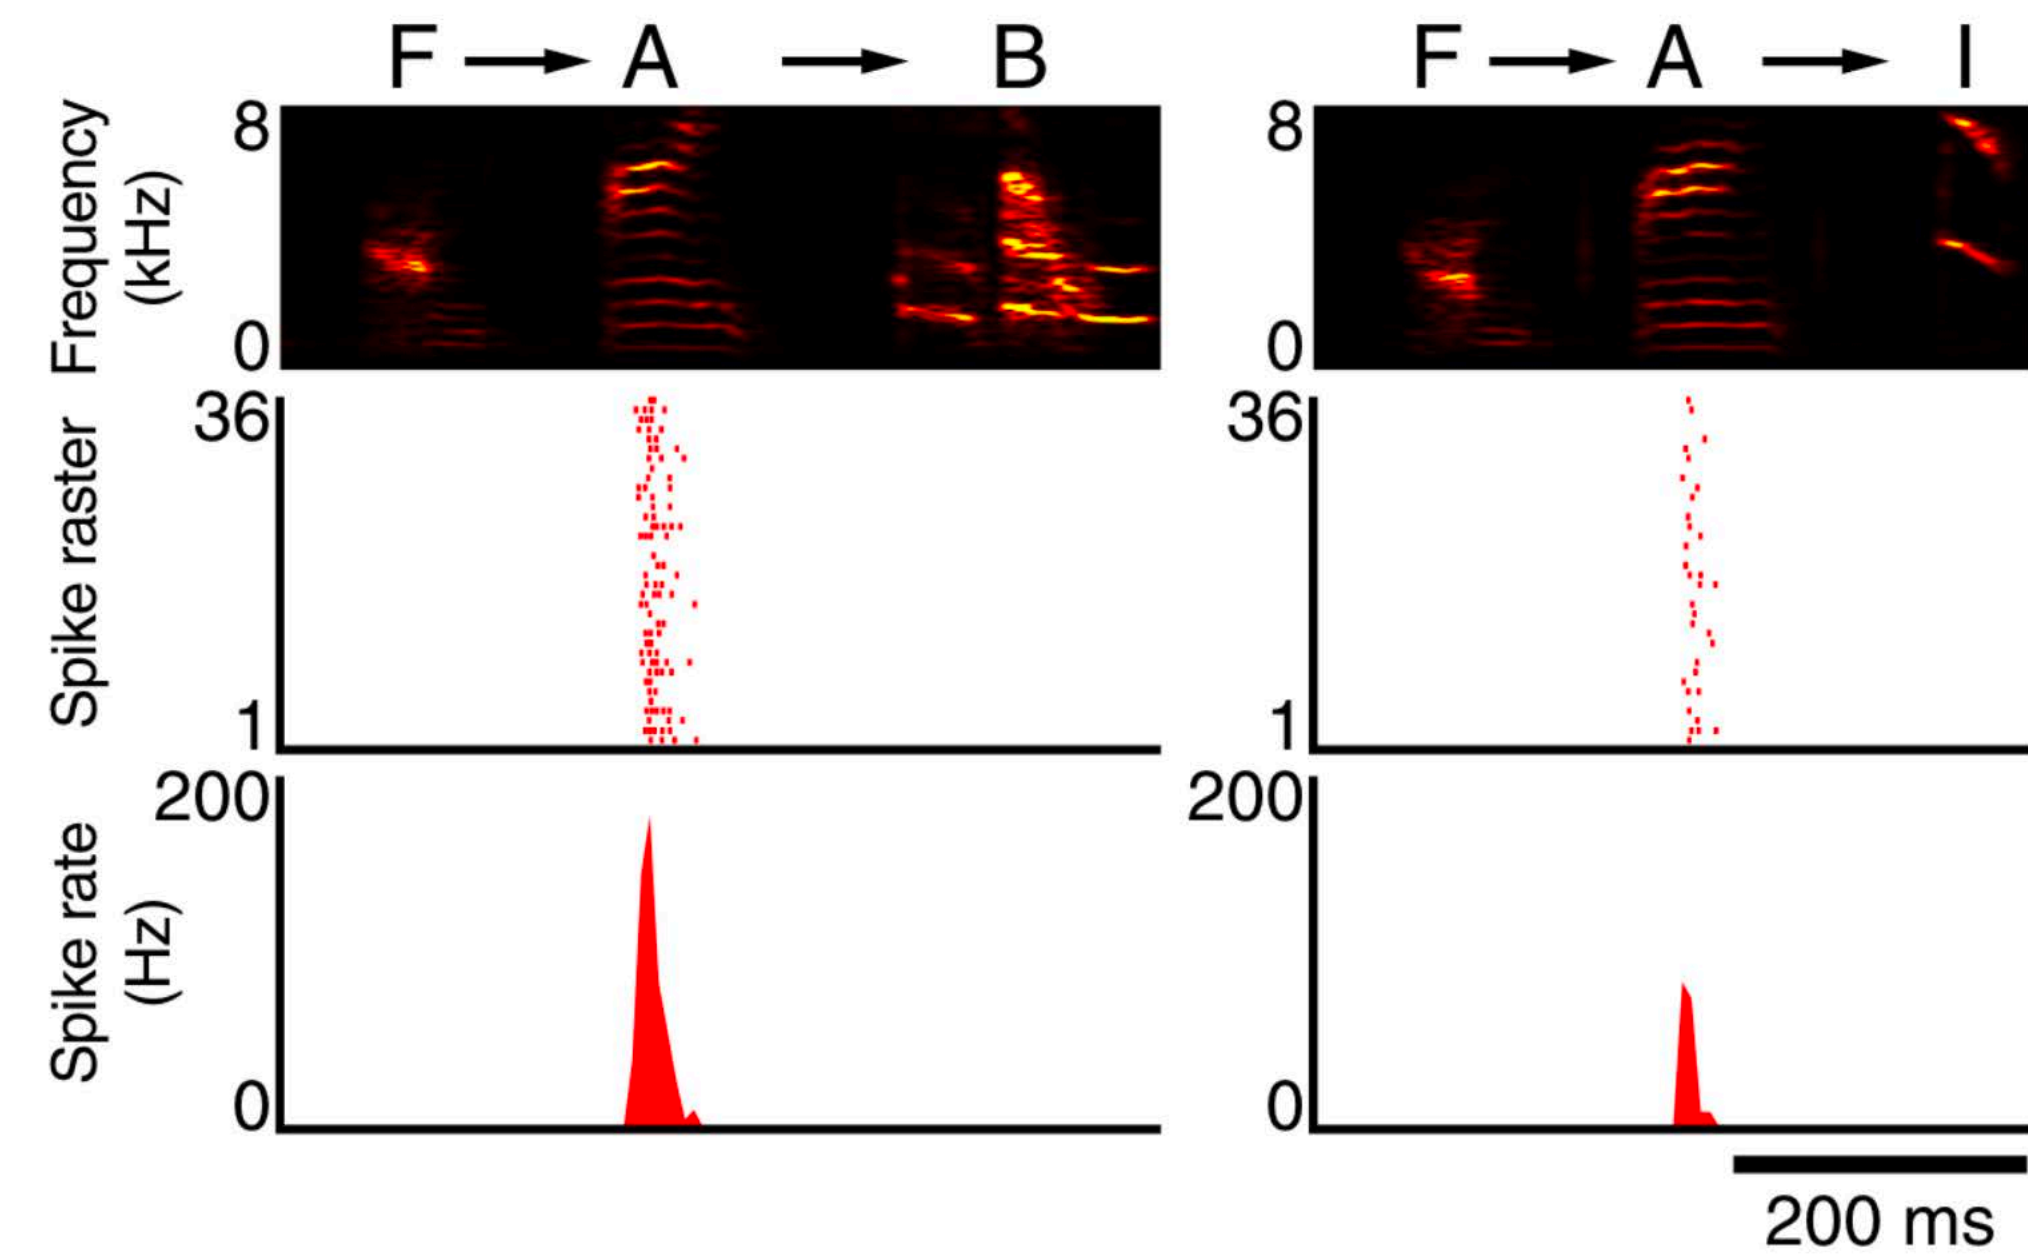 F → A → B
F → A → I
Frequency
(kHz)
8
0
8
0
Spike raster
36
1
36
1
Spike rate
(Hz)
200
0
200
0
200 ms